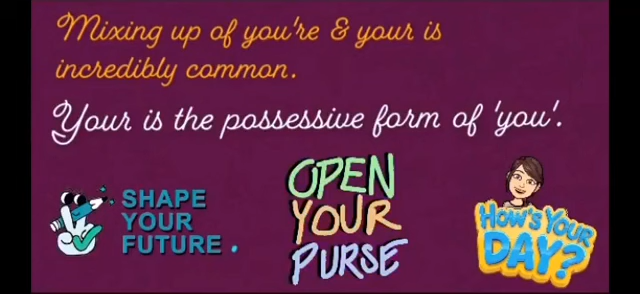 Mixing up of you're & your is
incredibly common.
Your is the possessive form of 'you'.
SHAPE
YOUR
FUTURE.
OPEN
YOUR
PURSE
HOW'S YOUR
DAY?